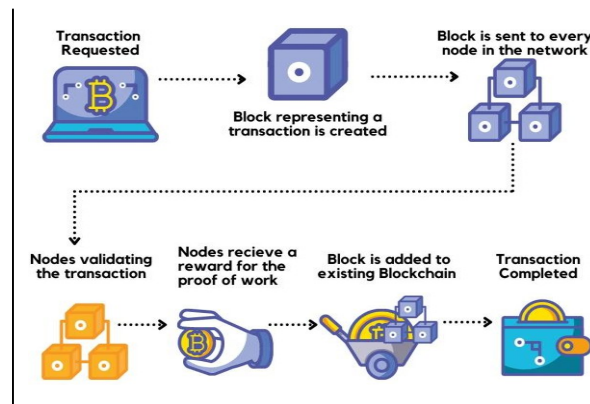 Transaction
Requested
Block representing a
transaction is created
Block is sent to every
node in the network
Nodes validating
the transaction
Nodes recieve a
reward for the
proof of work
Block is added to
existing Blockchain
Transaction
Completed